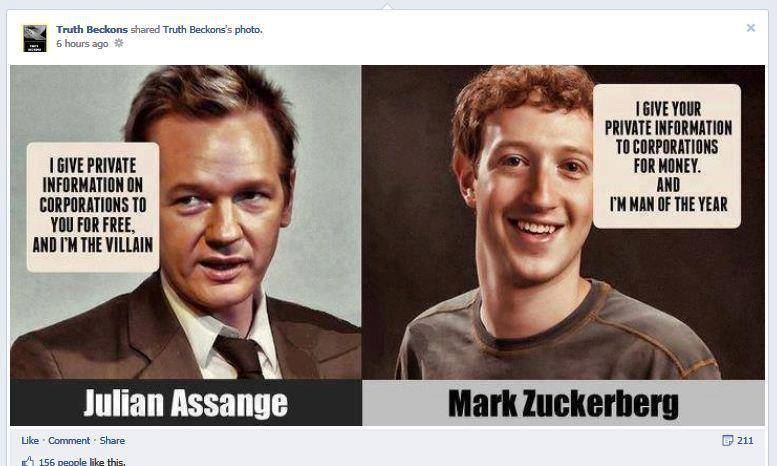 Truth Beckons shared Truth Beckons's photo.
6 hours ago
I GIVE PRIVATE
INFORMATION ON
CORPORATIONS TO
YOU FOR FREE,
AND I'M THE VILLAIN
I GIVE YOUR
PRIVATE INFORMATION
TO CORPORATIONS
FOR MONEY.
AND
I'M MAN OF THE YEAR
Julian Assange
Mark Zuckerberg
Like · Comment · Share
211
156 people like this.